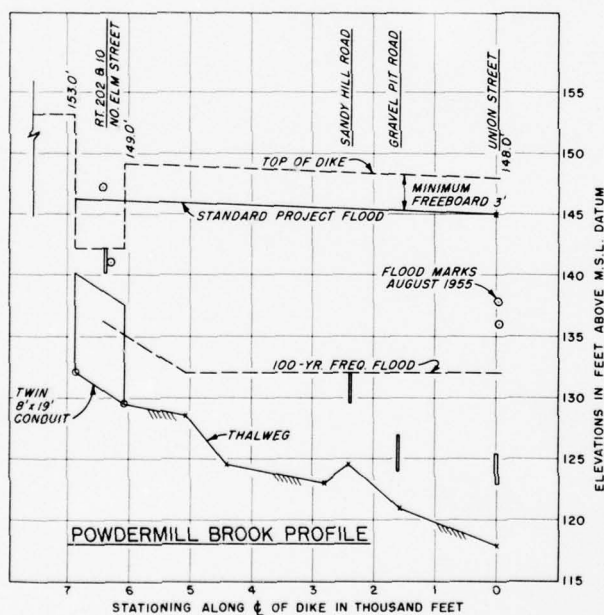 153.0'
RT. 202 & 10
NO. ELM STREET
149.0'
SANDY HILL ROAD
GRAVEL PIT ROAD
UNION STREET
148.0'
TOP OF DIKE
MINIMUM
FREEBOARD 3'
STANDARD PROJECT FLOOD
FLOOD MARKS
AUGUST 1955
100-YR. FREQ. FLOOD
TWIN
8'x 19'
CONDUIT
THALWEG
POWDERMILL BROOK PROFILE
155
150
145
140
135
130
125
120
115
ELEVATIONS IN FEET ABOVE M.S.L. DATUM
7 6 5 4 3 2 1 0
STATIONING ALONG ℄ OF DIKE IN THOUSAND FEET